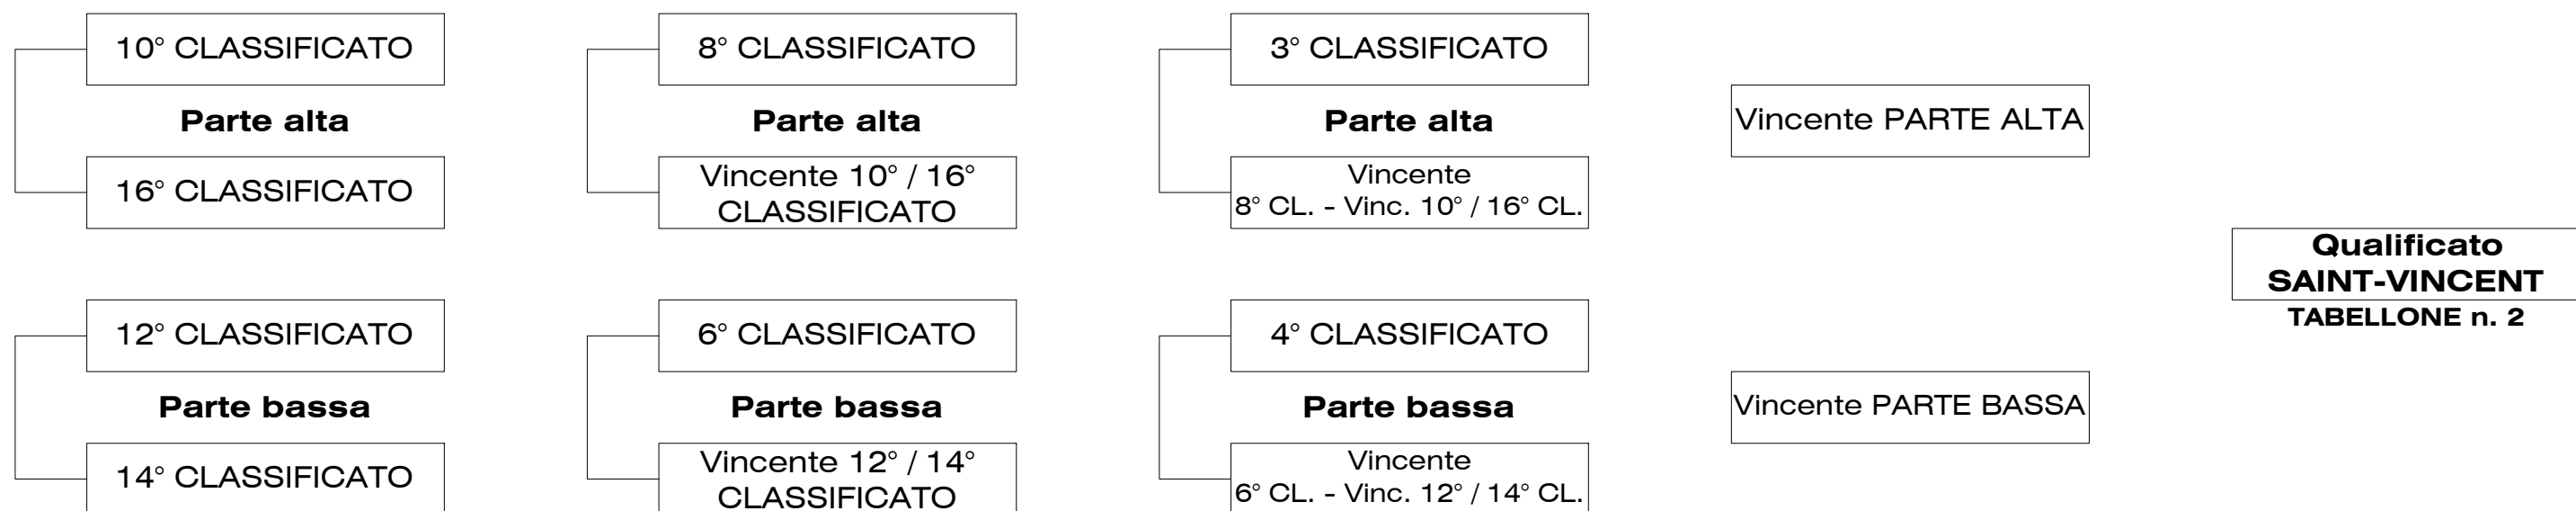 10° CLASSIFICATO
Parte alta
16° CLASSIFICATO
8° CLASSIFICATO
Parte alta
Vincente 10° / 16°
CLASSIFICATO
3° CLASSIFICATO
Parte alta
Vincente
8° CL. - Vinc. 10° / 16° CL.
Vincente PARTE ALTA
12° CLASSIFICATO
Parte bassa
14° CLASSIFICATO
6° CLASSIFICATO
Parte bassa
Vincente 12° / 14°
CLASSIFICATO
4° CLASSIFICATO
Parte bassa
Vincente
6° CL. - Vinc. 12° / 14° CL.
Vincente PARTE BASSA
Qualificato
SAINT-VINCENT
TABELLONE n. 2